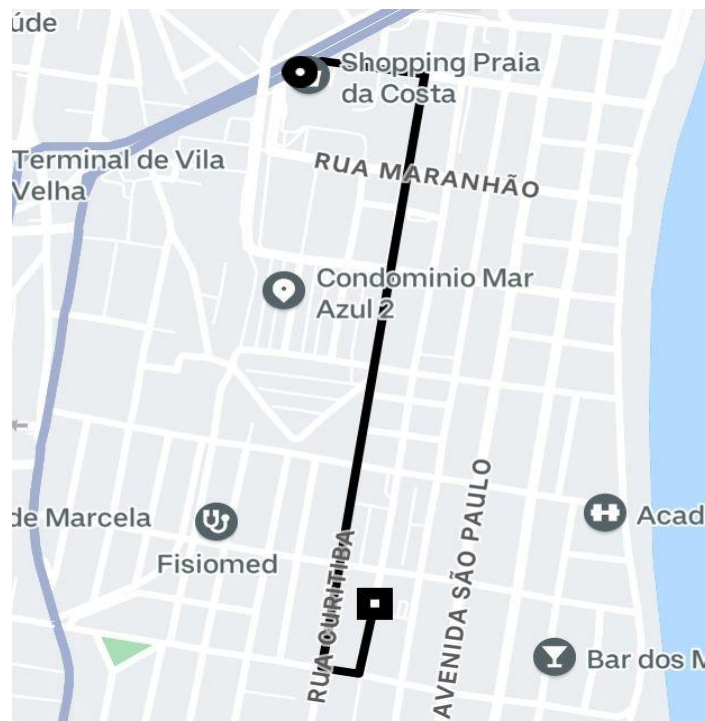 úde
Shopping Praia
da Costa
Terminal de Vila
Velha
RUA MARANHÃO
Condominio Mar
Azul 2
de Marcela
Fisiomed
RUA CURITIBA
AVENIDA SÃO PAULO
Acad
Bar dos M